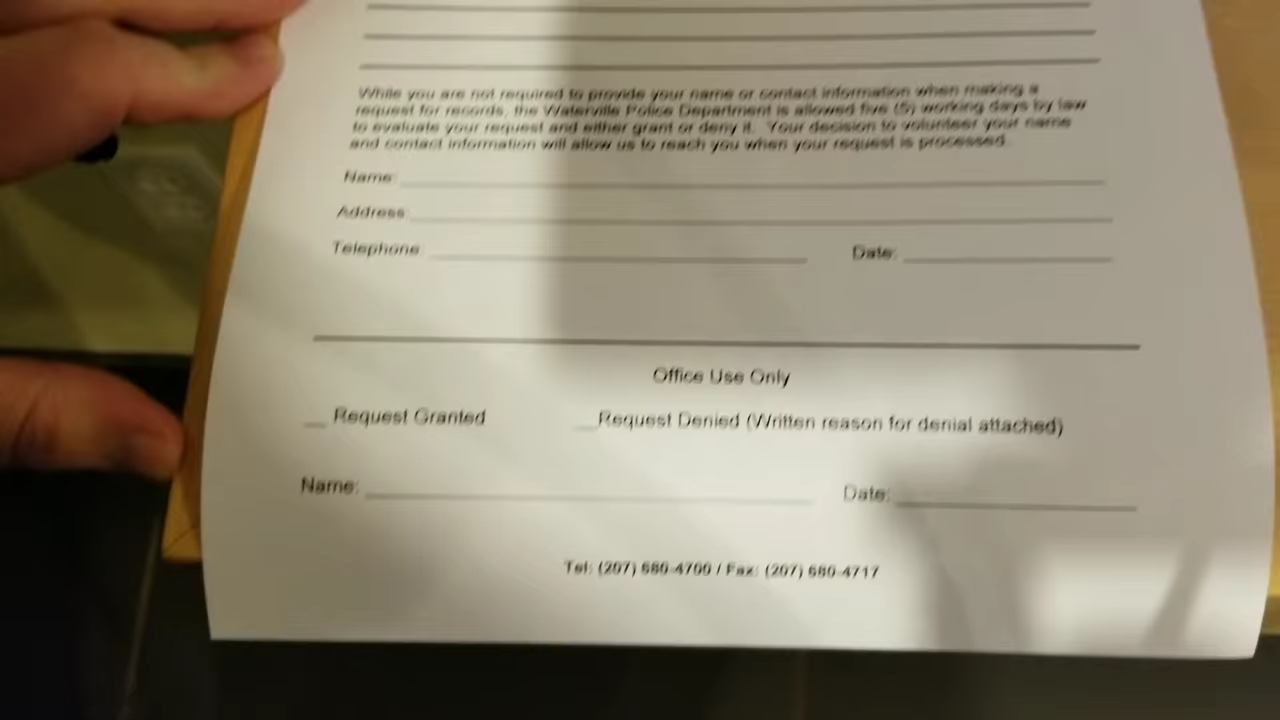 While you are not required to provide your name or contact information when making a
request for records, the Waterville Police Department is allowed five (5) working days by law
to evaluate your request and either grant or deny it. Your decision to volunteer your name
and contact information will allow us to reach you when your request is processed.
Name:
Address:
Telephone: Date:
Office Use Only
__ Request Granted __Request Denied (Written reason for denial attached)
Name: Date:
Tel: (207) 680-4700 / Fax: (207) 680-4717